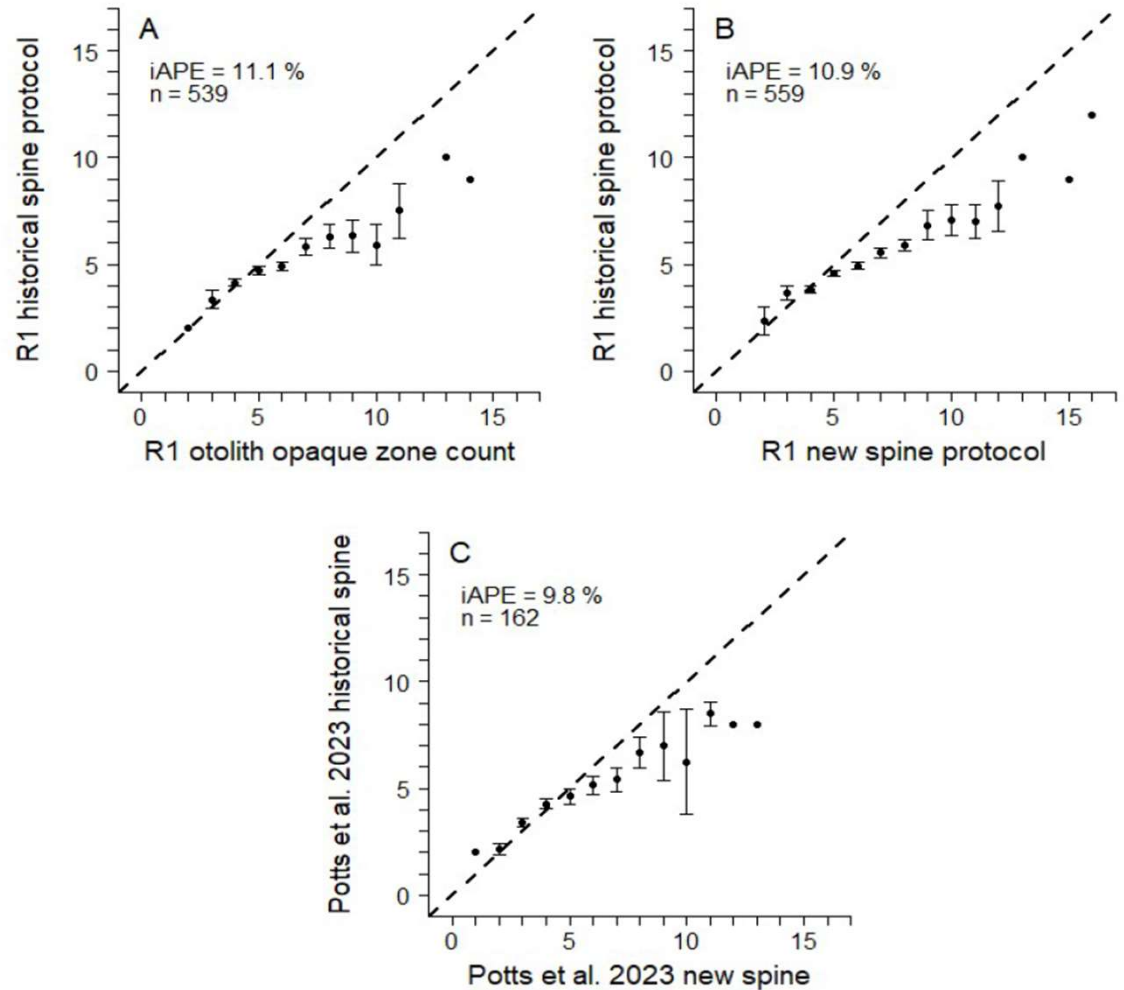 A
iAPE = 11.1 %
n = 539
R1 historical spine protocol
15
10
5
0
0 5 10 15
R1 otolith opaque zone count
B
iAPE = 10.9 %
n = 559
R1 historical spine protocol
15
10
5
0
0 5 10 15
R1 new spine protocol
C
iAPE = 9.8 %
n = 162
Potts et al. 2023 historical spine
15
10
5
0
0 5 10 15
Potts et al. 2023 new spine